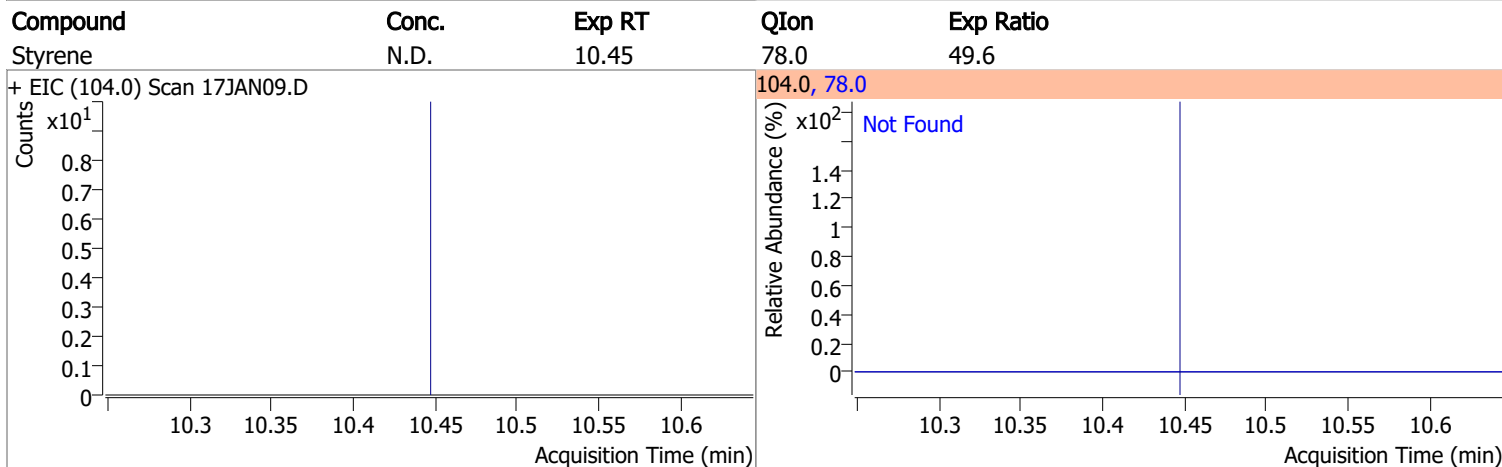 Compound Conc. Exp RT QIon Exp Ratio
Styrene N.D. 10.45 78.0 49.6
+ EIC (104.0) Scan 17JAN09.D
Counts
x10^1
0.8
0.7
0.6
0.5
0.4
0.3
0.2
0.1
0
10.3 10.35 10.4 10.45 10.5 10.55 10.6
Acquisition Time (min)
104.0, 78.0
Relative Abundance (%)
x10^2
Not Found
1.4
1.2
1
0.8
0.6
0.4
0.2
0
10.3 10.35 10.4 10.45 10.5 10.55 10.6
Acquisition Time (min)